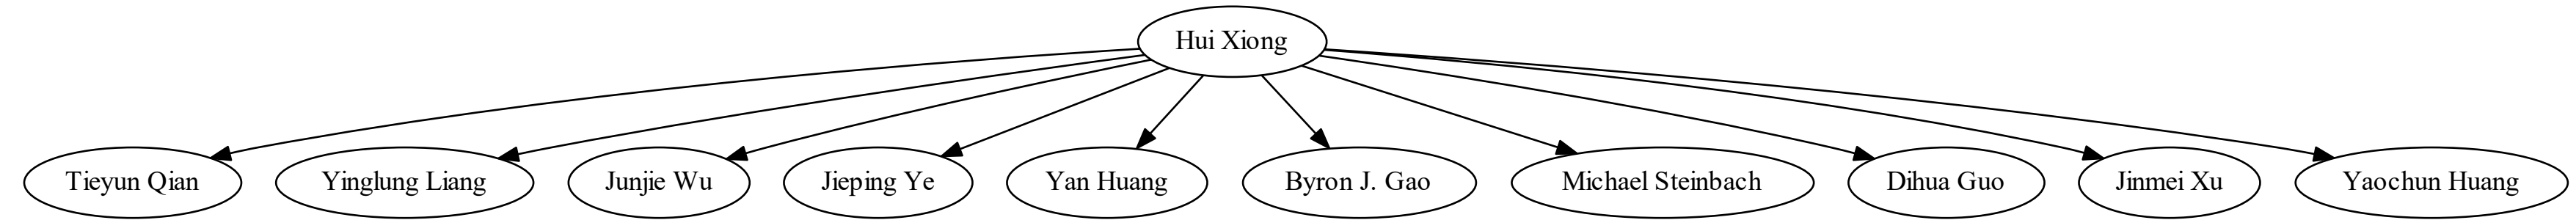 Hui Xiong
Tieyun Qian
Yinglung Liang
Junjie Wu
Jieping Ye
Yan Huang
Byron J. Gao
Michael Steinbach
Dihua Guo
Jinmei Xu
Yaochun Huang